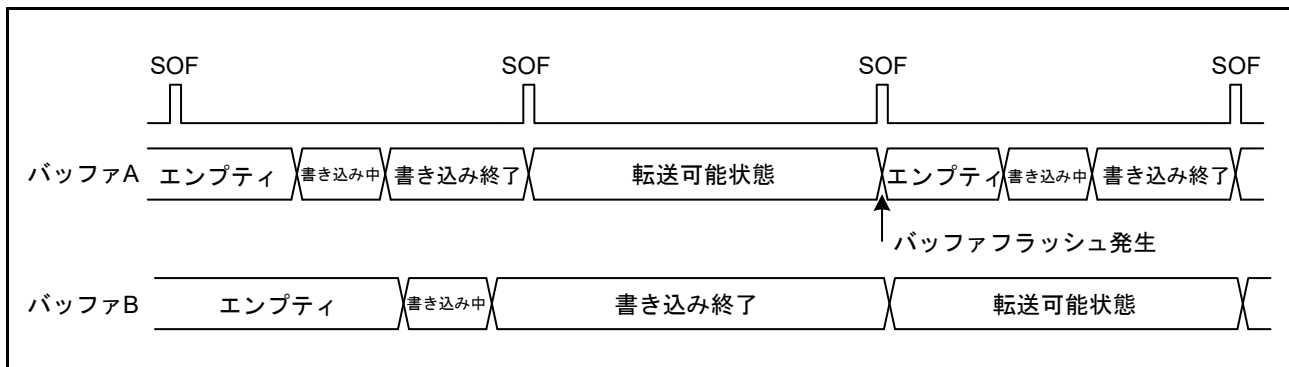 SOF SOF SOF SOF
バッファA エンプティ 書き込み中 書き込み終了 転送可能状態 エンプティ 書き込み中 書き込み終了
バッファフラッシュ発生
バッファB エンプティ 書き込み中 書き込み終了 転送可能状態